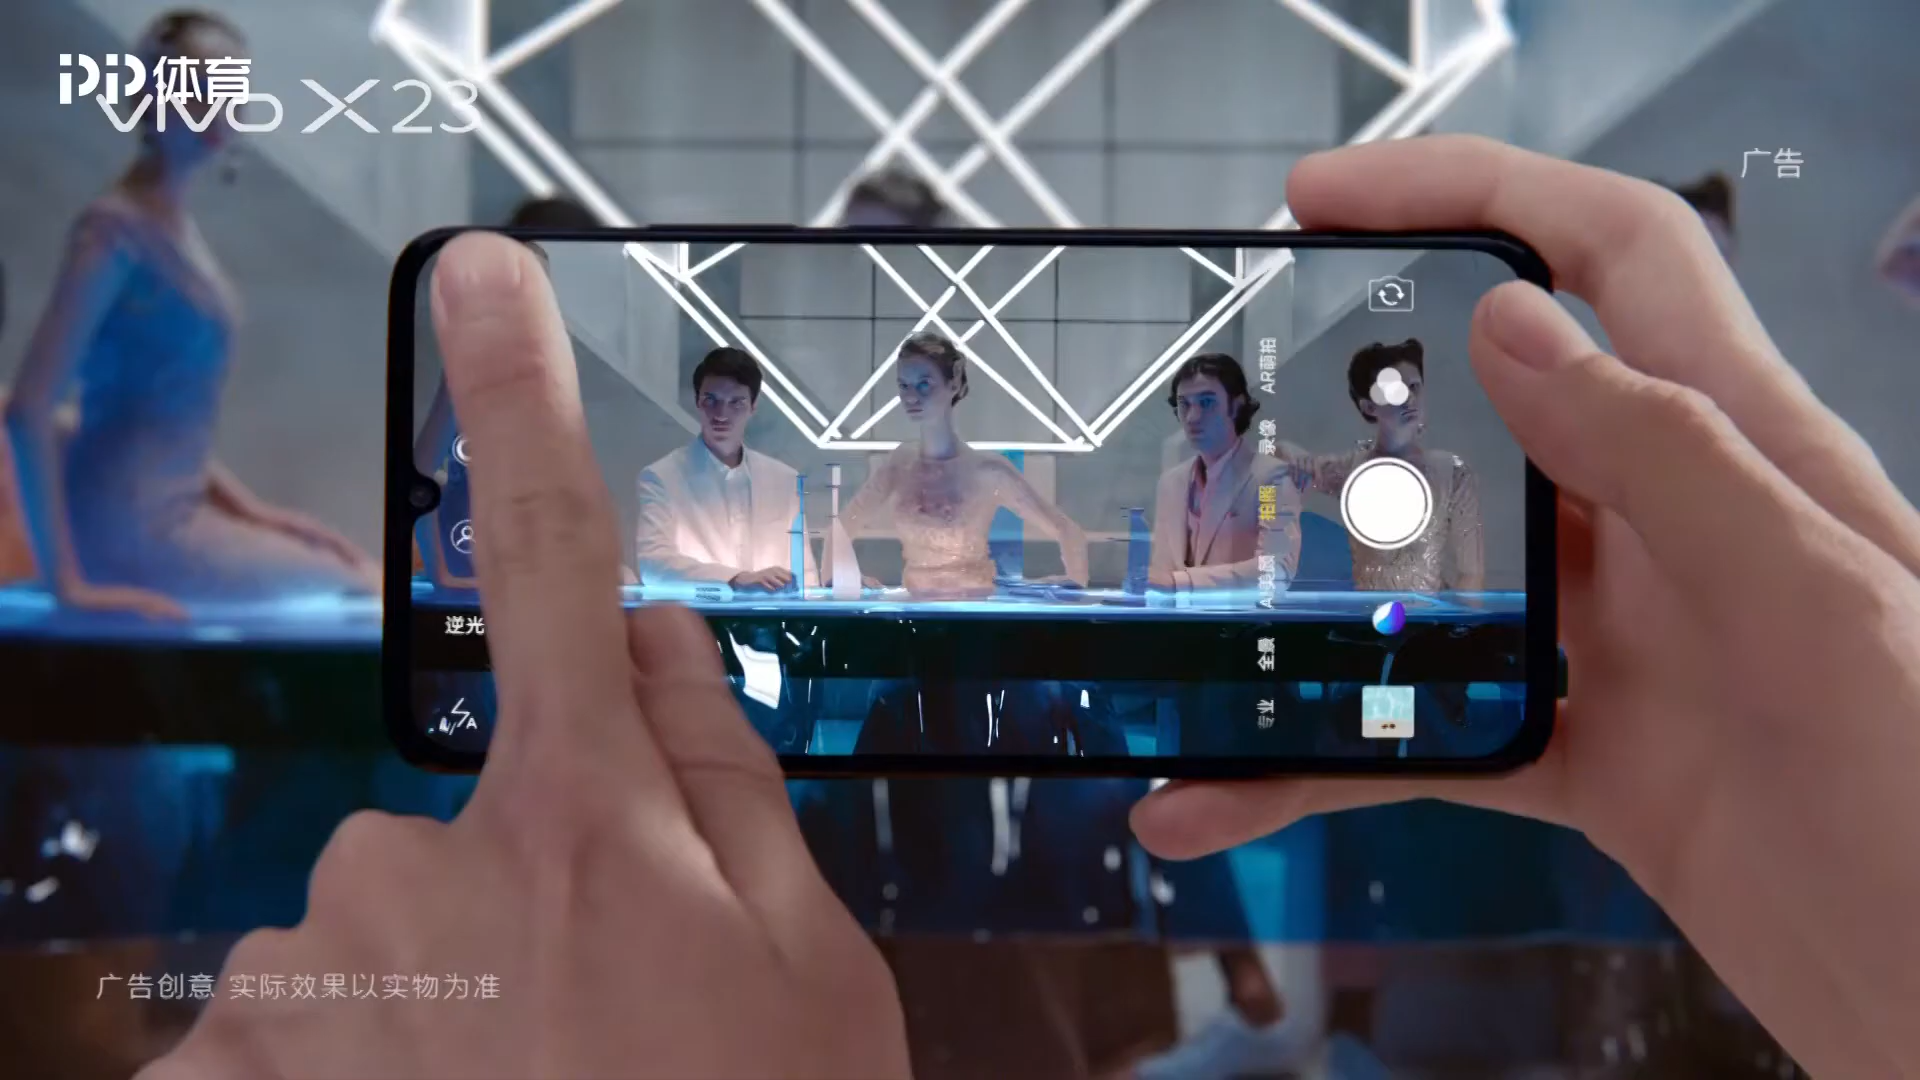 PP体育
vivo X23
广告
AR萌拍
录像
拍照
AI美颜
全景
专业
逆光
A
广告创意 实际效果以实物为准